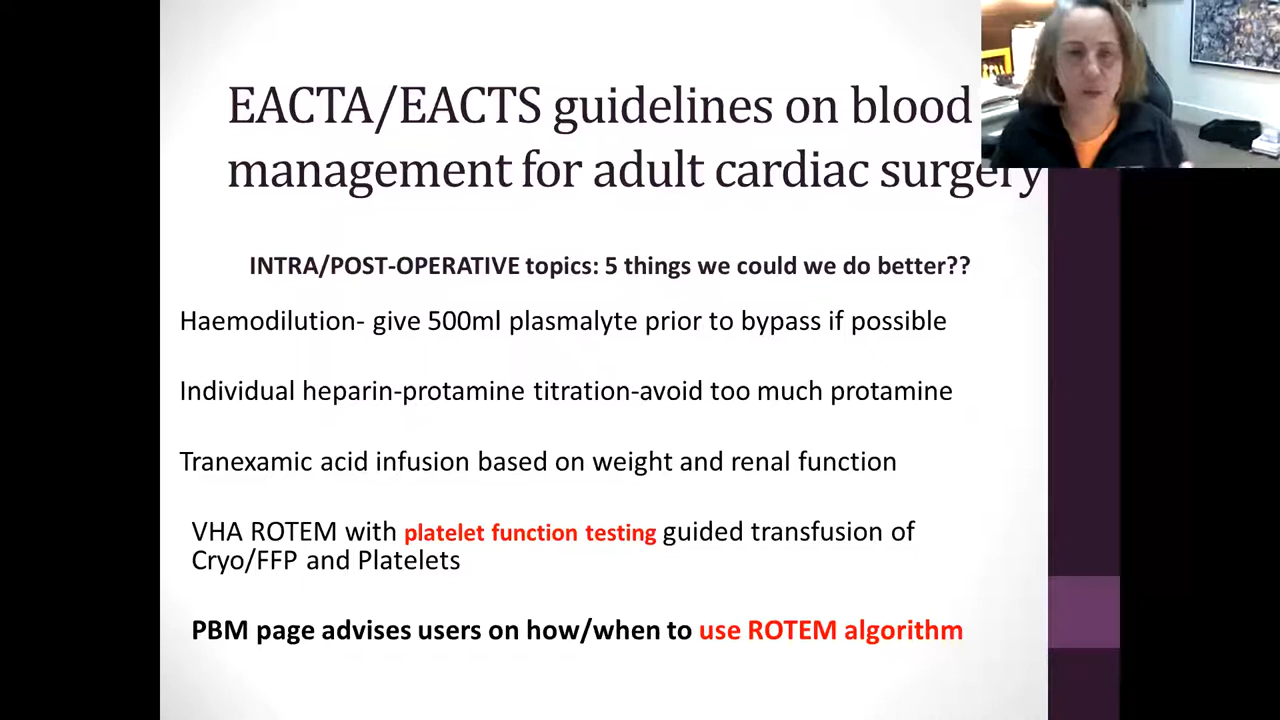 EACTA/EACTS guidelines on blood
management for adult cardiac surgery
INTRA/POST-OPERATIVE topics: 5 things we could we do better??
Haemodilution- give 500ml plasmalyte prior to bypass if possible
Individual heparin-protamine titration-avoid too much protamine
Tranexamic acid infusion based on weight and renal function
VHA ROTEM with platelet function testing guided transfusion of
Cryo/FFP and Platelets
PBM page advises users on how/when to use ROTEM algorithm